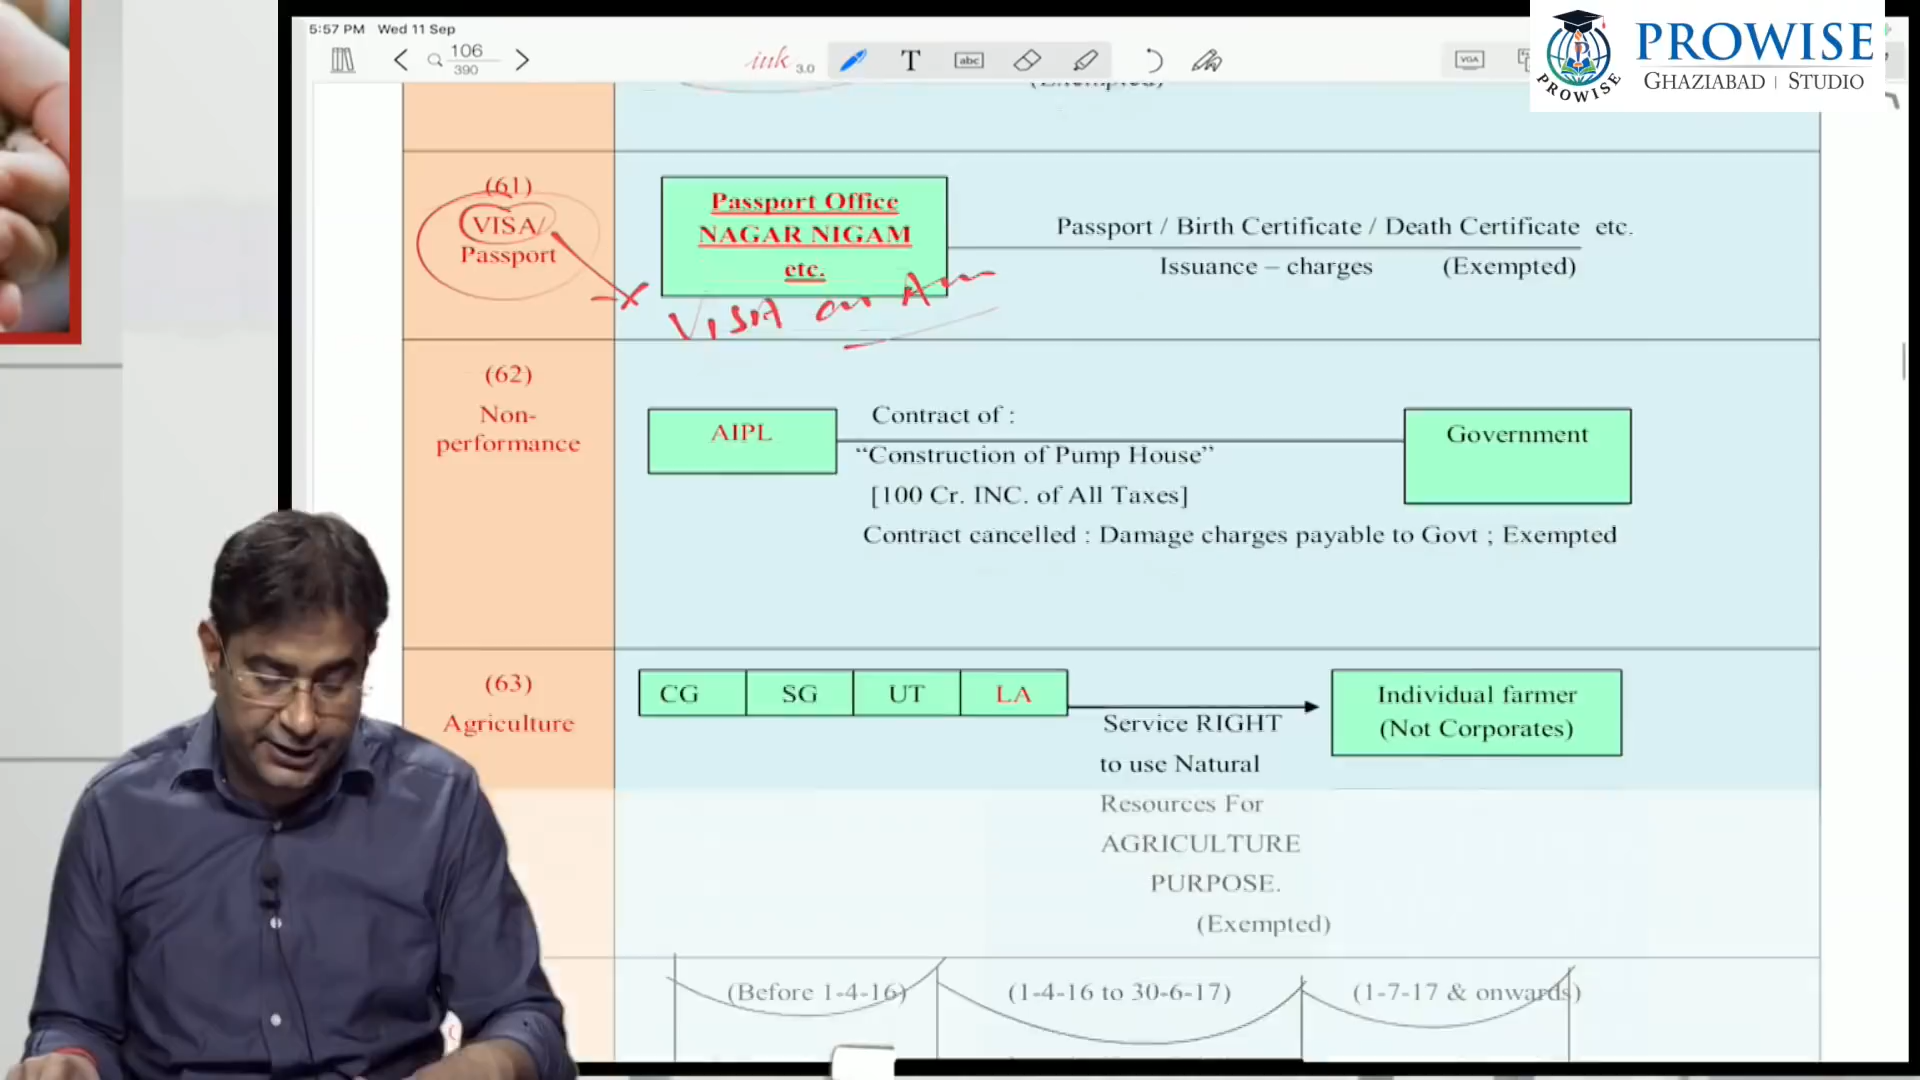 5:57 PM Wed 11 Sep
106
390
ink 3.0
T
abc
VGA
PROWISE
GHAZIABAD | STUDIO
PROWISE
(Exempted)
(61)
VISA/
Passport
Passport Office
NAGAR NIGAM
etc.
Passport / Birth Certificate / Death Certificate etc.
Issuance – charges (Exempted)
VISA on
(62)
Non-
performance
AIPL
Contract of :
“Construction of Pump House”
[100 Cr. INC. of All Taxes]
Contract cancelled : Damage charges payable to Govt ; Exempted
Government
(63)
Agriculture
CG SG UT LA
Service RIGHT
to use Natural
Resources For
AGRICULTURE
PURPOSE.
(Exempted)
Individual farmer
(Not Corporates)
(Before 1-4-16) (1-4-16 to 30-6-17) (1-7-17 & onwards)